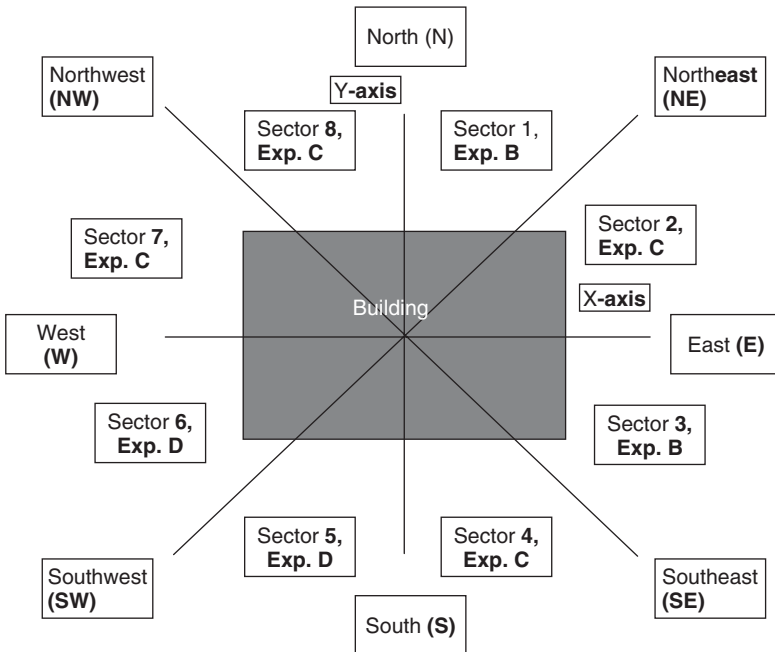 North (N)
Northwest
(NW)
Y-axis
Northeast
(NE)
Sector 8,
Exp. C
Sector 1,
Exp. B
Sector 7,
Exp. C
Sector 2,
Exp. C
X-axis
Building
West
(W)
East (E)
Sector 6,
Exp. D
Sector 3,
Exp. B
Sector 5,
Exp. D
Sector 4,
Exp. C
Southwest
(SW)
South (S)
Southeast
(SE)